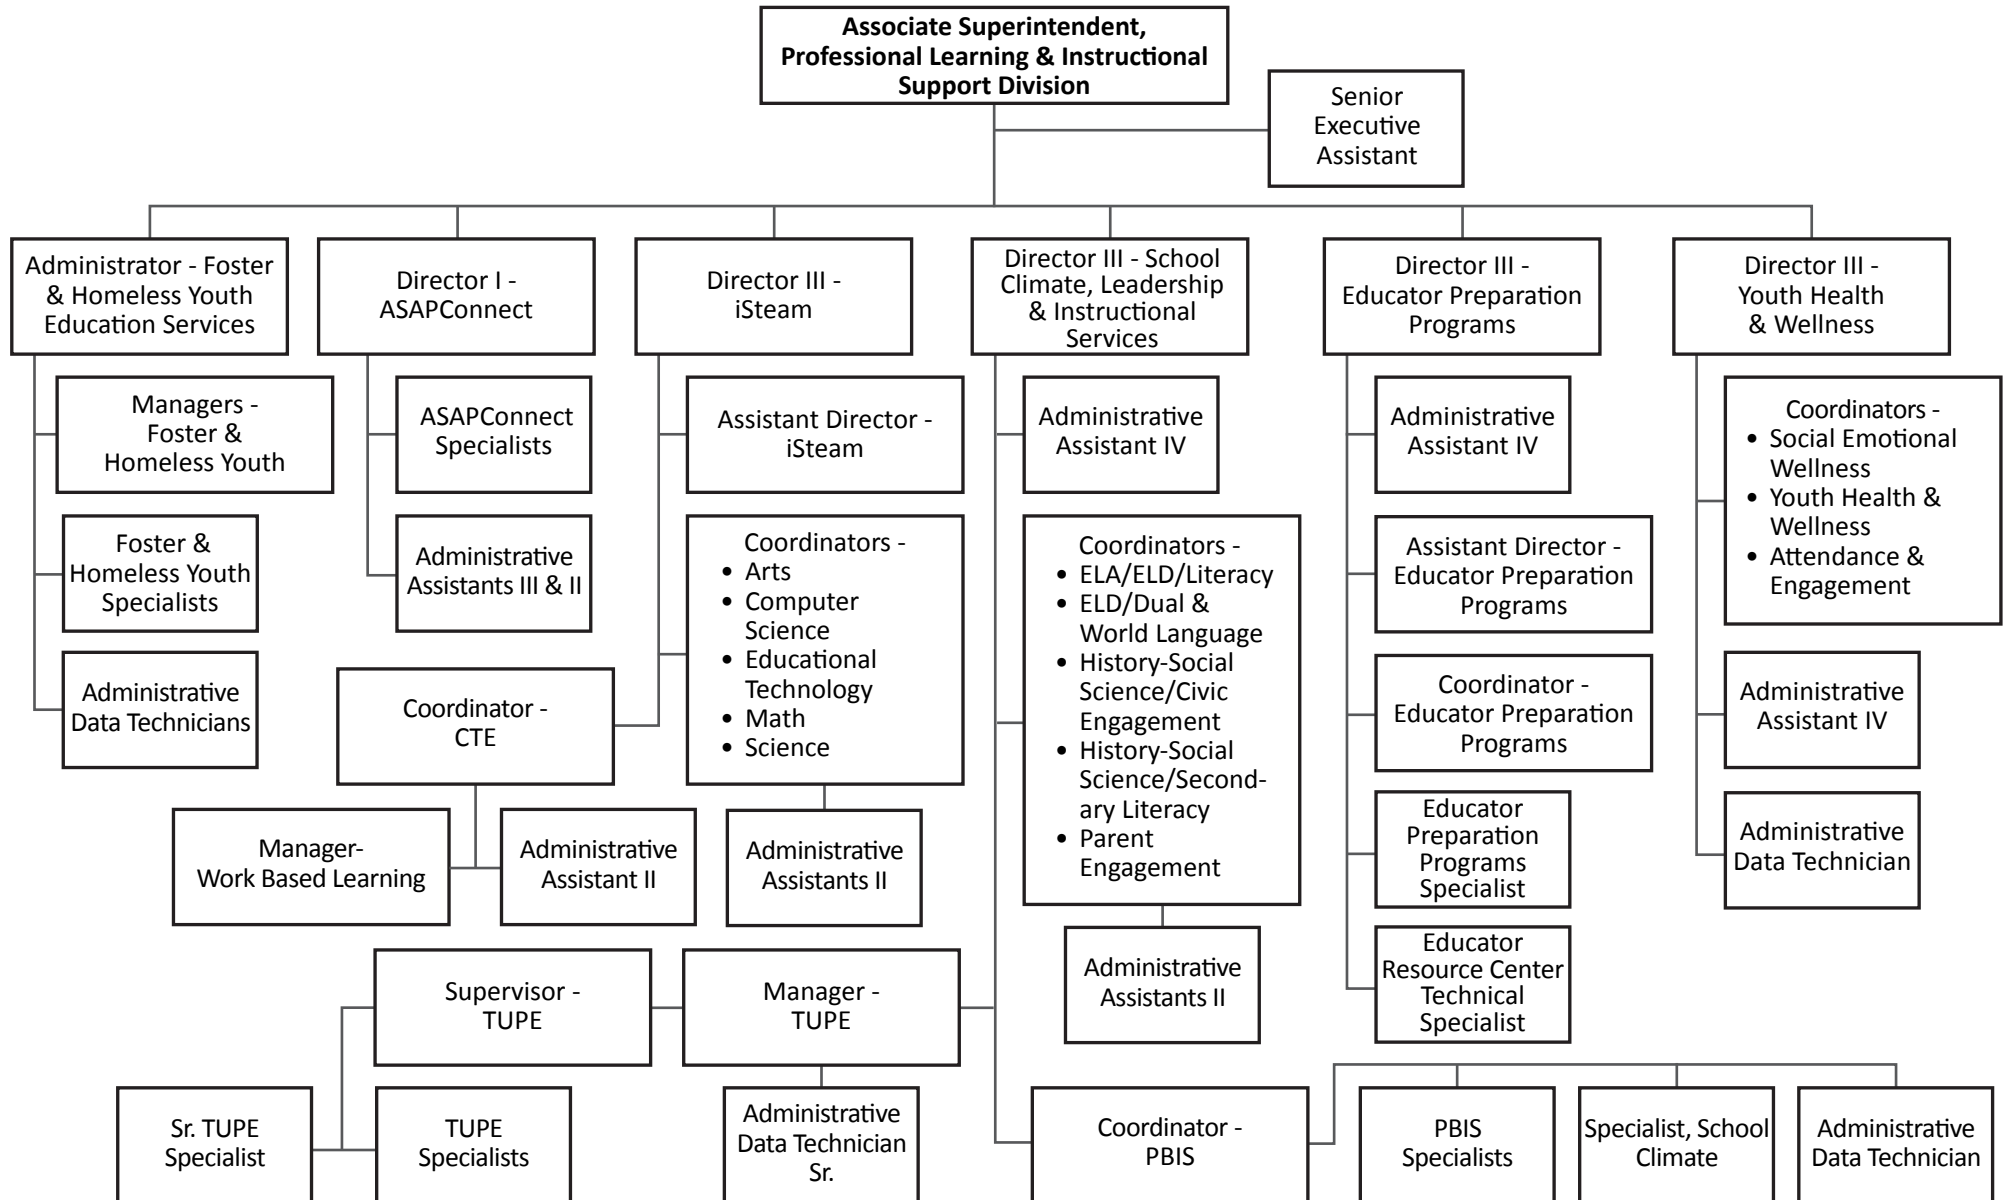 Associate Superintendent,
Professional Learning & Instructional
Support Division
Senior
Executive
Assistant
Administrator - Foster
& Homeless Youth
Education Services
Director I -
ASAPConnect
Director III -
iSteam
Director III - School
Climate, Leadership
& Instructional
Services
Director III -
Educator Preparation
Programs
Director III -
Youth Health
& Wellness
Managers -
Foster &
Homeless Youth
ASAPConnect
Specialists
Assistant Director -
iSteam
Administrative
Assistant IV
Administrative
Assistant IV
Coordinators -
• Social Emotional
Wellness
• Youth Health &
Wellness
• Attendance &
Engagement
Foster &
Homeless Youth
Specialists
Administrative
Assistants III & II
Coordinators -
• Arts
• Computer
Science
• Educational
Technology
• Math
• Science
Coordinators -
• ELA/ELD/Literacy
• ELD/Dual &
World Language
• History-Social
Science/Civic
Engagement
• History-Social
Science/Second-
ary Literacy
• Parent
Engagement
Assistant Director -
Educator Preparation
Programs
Administrative
Data Technicians
Coordinator -
CTE
Coordinator -
Educator Preparation
Programs
Administrative
Assistant IV
Manager-
Work Based Learning
Administrative
Assistant II
Administrative
Assistants II
Educator
Preparation
Programs
Specialist
Administrative
Data Technician
Administrative
Assistants II
Educator
Resource Center
Technical
Specialist
Supervisor -
TUPE
Manager -
TUPE
Sr. TUPE
Specialist
TUPE
Specialists
Administrative
Data Technician
Sr.
Coordinator -
PBIS
PBIS
Specialists
Specialist, School
Climate
Administrative
Data Technician